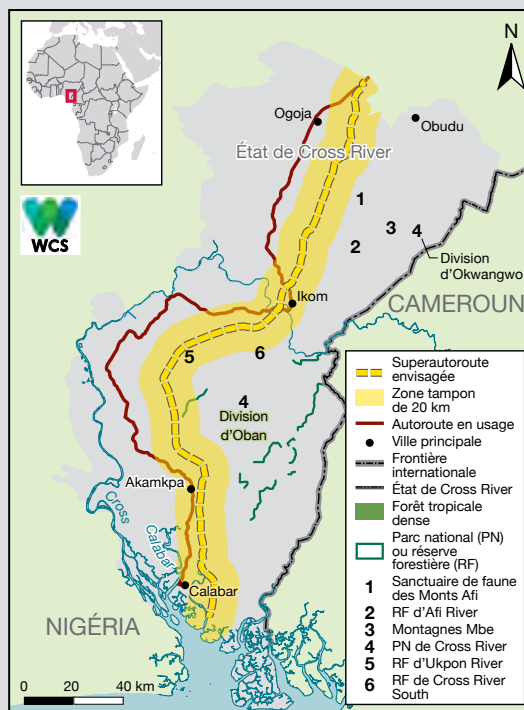 N
WCS
Ogoja
Obudu
État de Cross River
1
2
3
4
Division
d'Okwangwo
Ikom
CAMEROUN
5
6
4
Division
d'Oban
Akamkpa
Cross
Calabar
Calabar
NIGÉRIA
0 20 40 km
Superautoroute
envisagée
Zone tampon
de 20 km
Autoroute en usage
Ville principale
Frontière
internationale
État de Cross River
Forêt tropicale
dense
Parc national (PN)
ou réserve
forestière (RF)
1 Sanctuaire de faune
des Monts Afi
2 RF d'Afi River
3 Montagnes Mbe
4 PN de Cross River
5 RF d'Ukpon River
6 RF de Cross River
South